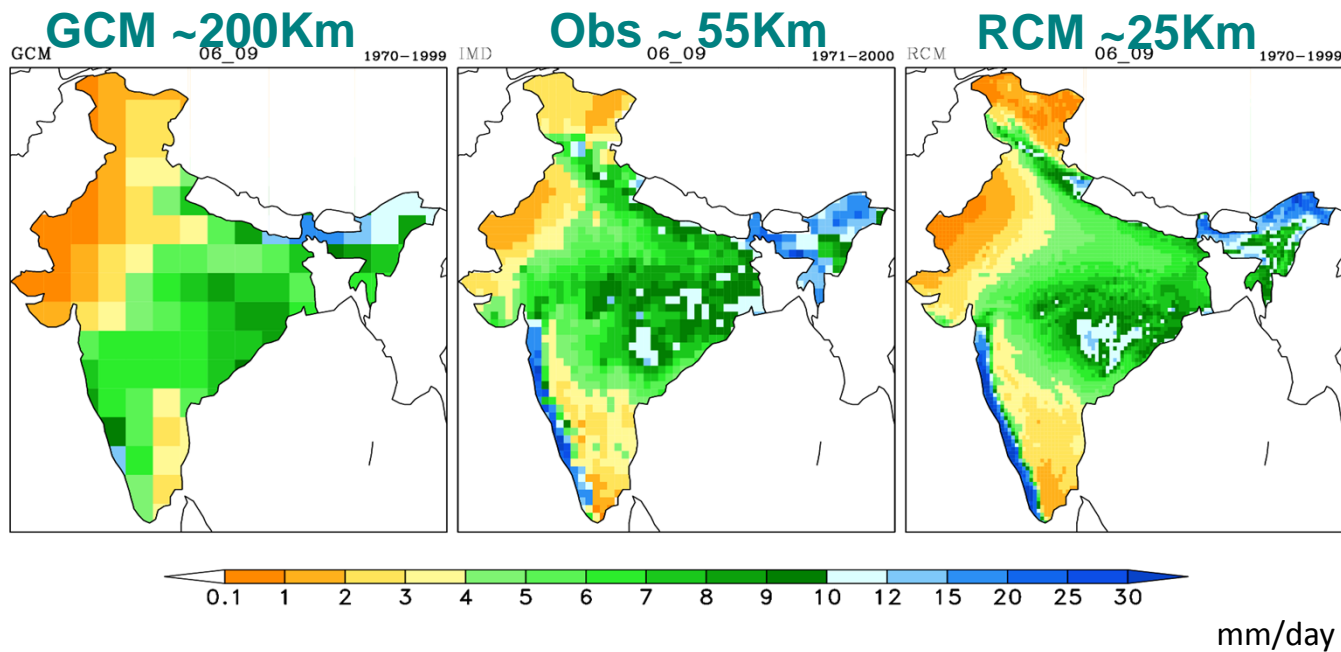 GCM ~200Km
Obs ~ 55Km
RCM ~25Km
GCM 06_09 1970-1999
IMD 06_09 1971-2000
RCM 06_09 1970-1999
0.1 1 2 3 4 5 6 7 8 9 10 12 15 20 25 30
mm/day